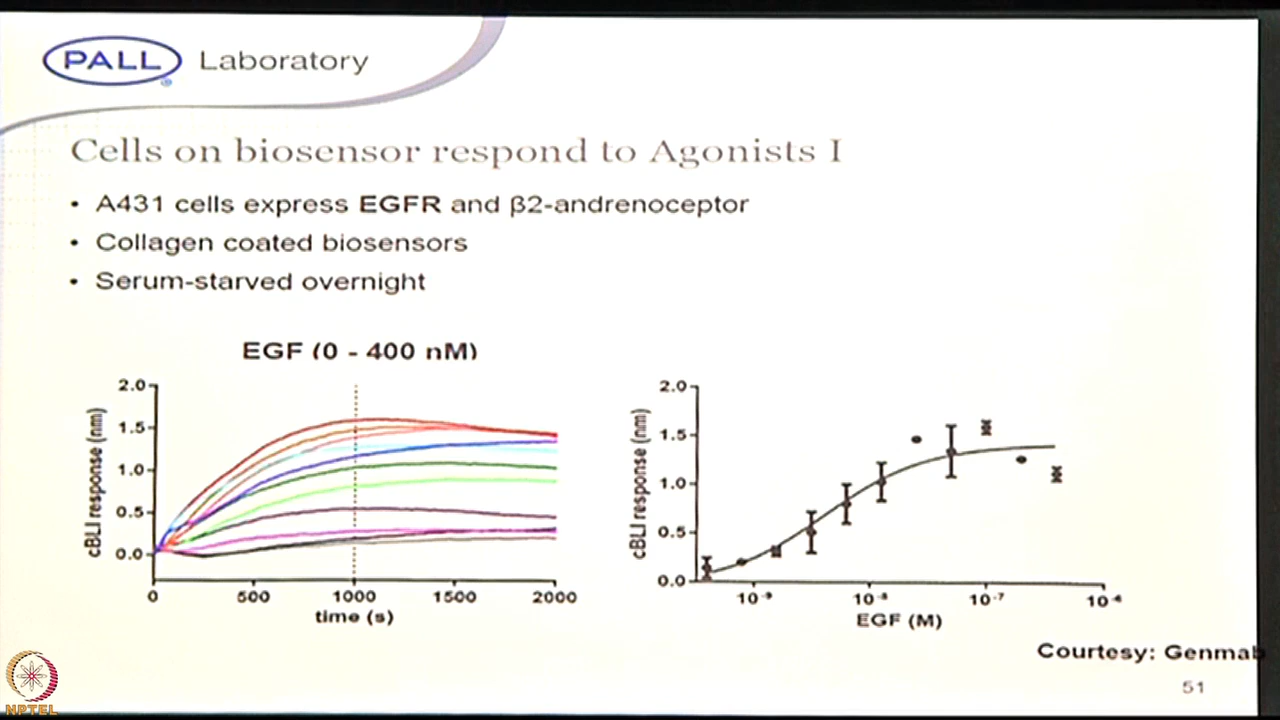 PALL Laboratory
®
Cells on biosensor respond to Agonists I
• A431 cells express EGFR and β2-andrenoceptor
• Collagen coated biosensors
• Serum-starved overnight
EGF (0 - 400 nM)
cBLI response (nm)
2.0
1.5
1.0
0.5
0.0
0 500 1000 1500 2000
time (s)
cBLI response (nm)
2.0
1.5
1.0
0.5
0.0
10⁻⁹ 10⁻⁸ 10⁻⁷ 10⁻⁶
EGF (M)
Courtesy: Genmab
51
NPTEL